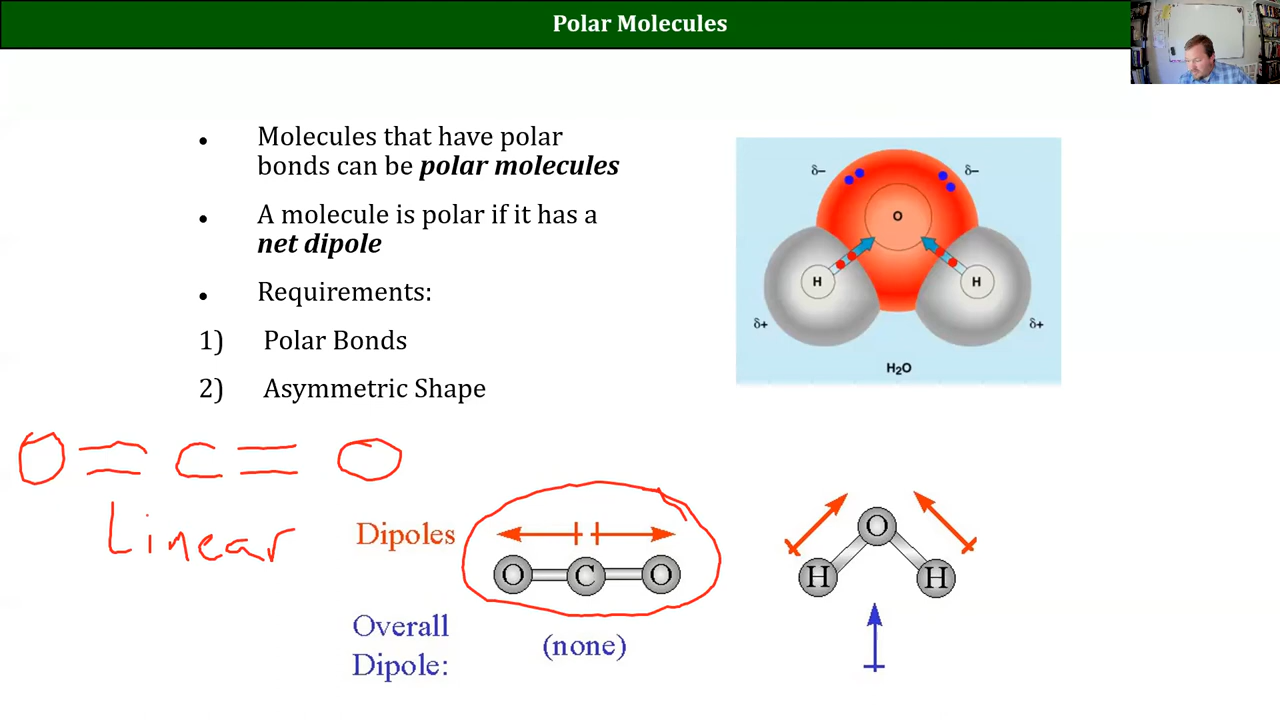 Polar Molecules
• Molecules that have polar
bonds can be polar molecules
• A molecule is polar if it has a
net dipole
• Requirements:
1) Polar Bonds
2) Asymmetric Shape
δ– δ–
O
H H
δ+ δ+
H₂O
O = C = O
Linear
Dipoles
O C O
O
H H
Overall
Dipole:
(none)